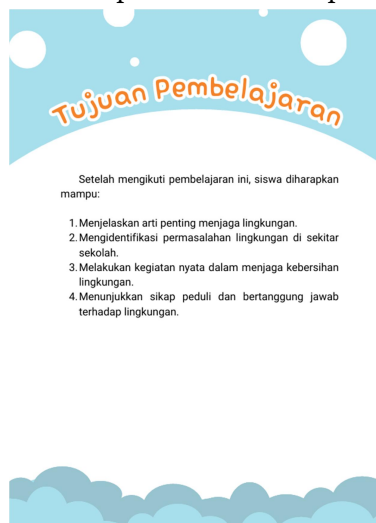 Tujuan Pembelajaran
Setelah mengikuti pembelajaran ini, siswa diharapkan
mampu:
1. Menjelaskan arti penting menjaga lingkungan.
2. Mengidentifikasi permasalahan lingkungan di sekitar
sekolah.
3. Melakukan kegiatan nyata dalam menjaga kebersihan
lingkungan.
4. Menunjukkan sikap peduli dan bertanggung jawab
terhadap lingkungan.